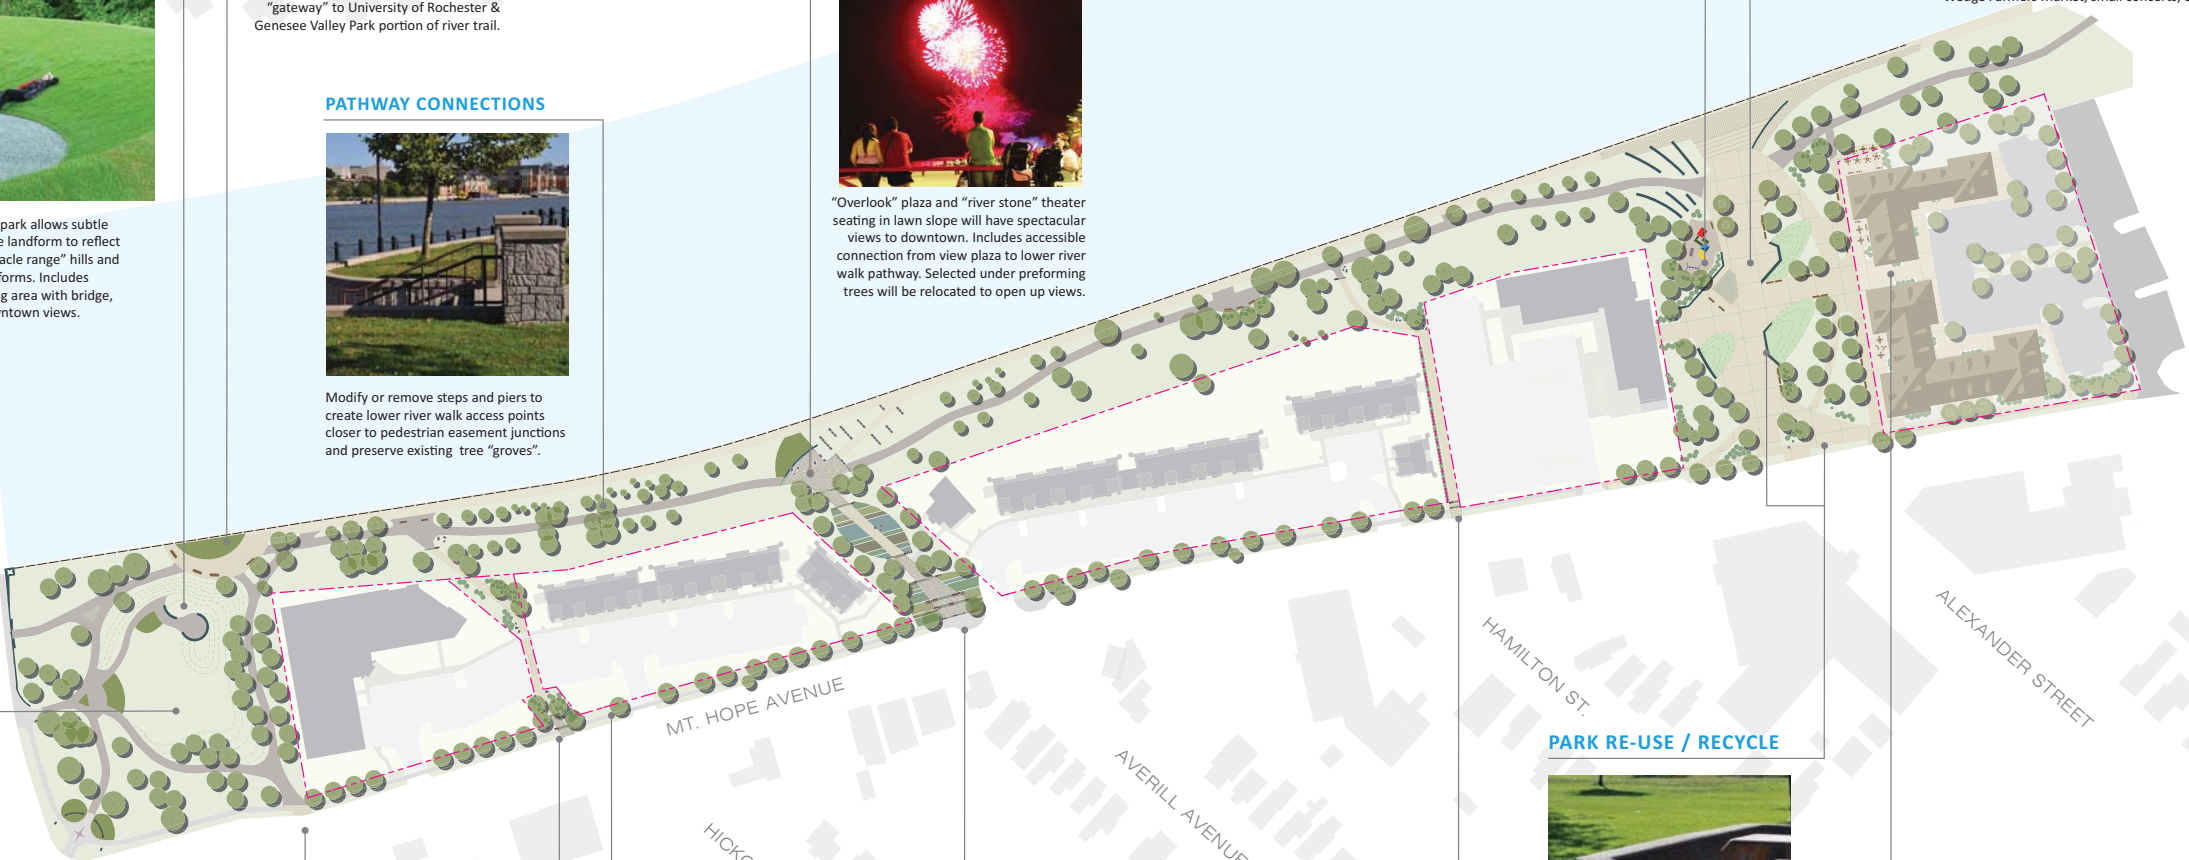 “gateway” to University of Rochester &
Genesee Valley Park portion of river trail.
PATHWAY CONNECTIONS
Modify or remove steps and piers to
create lower river walk access points
closer to pedestrian easement junctions
and preserve existing tree “groves”.
park allows subtle
landform to reflect
range” hills and
forms. Includes
area with bridge,
views.
“Overlook” plaza and “river stone” theater
seating in lawn slope will have spectacular
views to downtown. Includes accessible
connection from view plaza to lower river
walk pathway. Selected under preforming
trees will be relocated to open up views.
MT. HOPE AVENUE
AVERILL AVENUE
HAMILTON ST.
ALEXANDER STREET
PARK RE-USE / RECYCLE